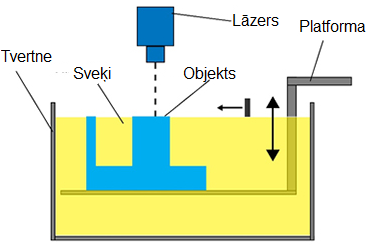 Lāzers
Platforma
Tvertne
Sveķi
Objekts